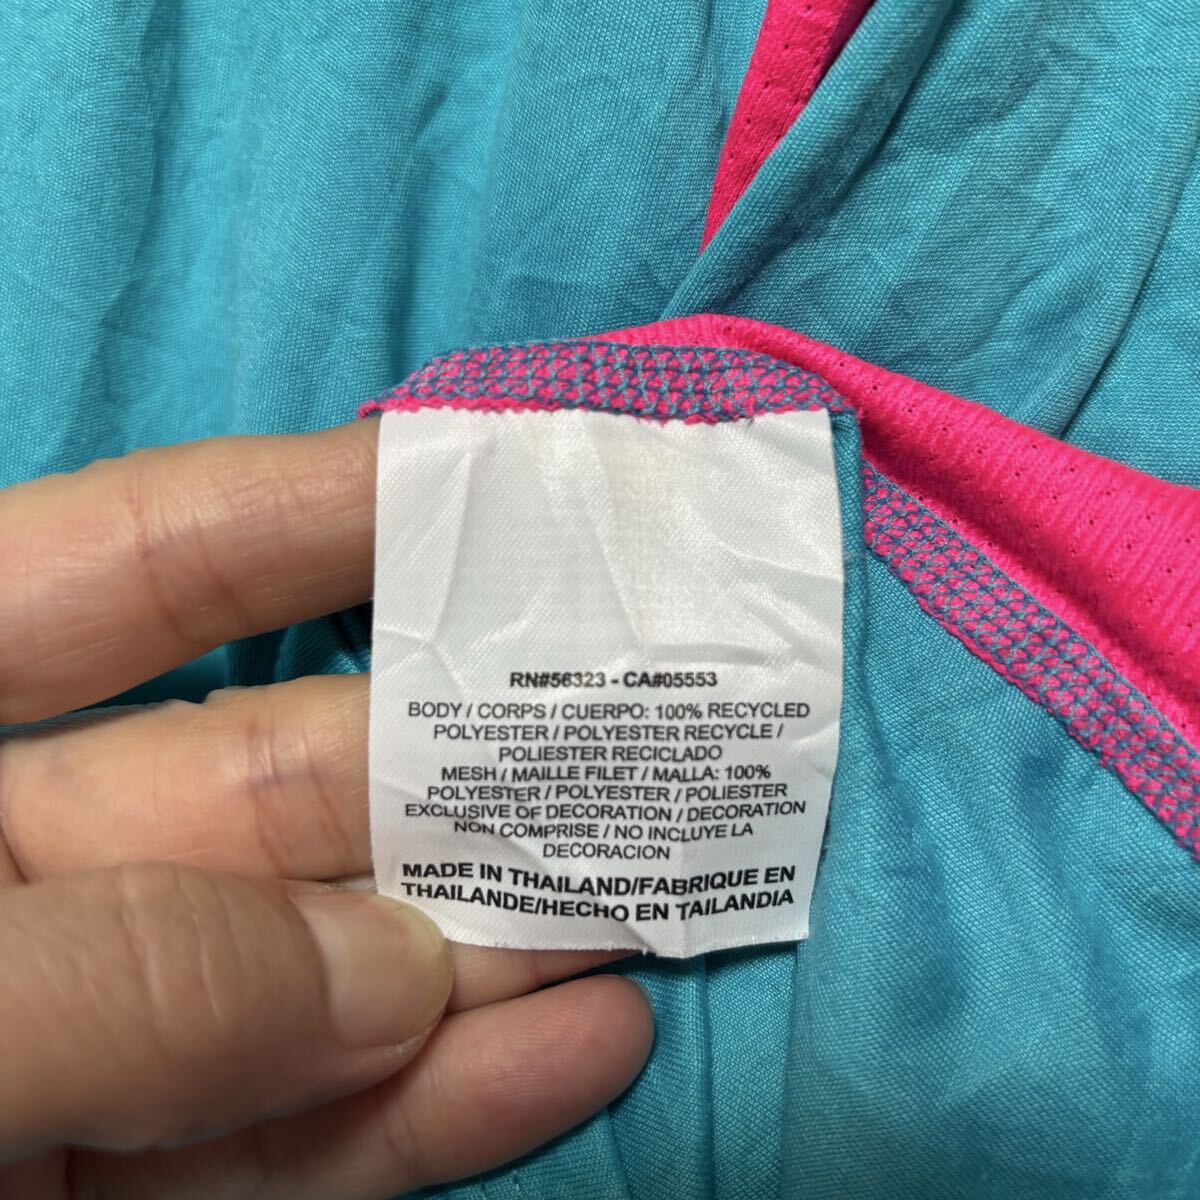 RN#56323 - CA#05553
BODY / CORPS / CUERPO: 100% RECYCLED
POLYESTER / POLYESTER RECYCLE /
POLIESTER RECICLADO
MESH / MAILLE FILET / MALLA: 100%
POLYESTER / POLYESTER / POLIESTER
EXCLUSIVE OF DECORATION / DECORATION
NON COMPRISE / NO INCLUYE LA
DECORACION
MADE IN THAILAND/FABRIQUE EN
THAILANDE/HECHO EN TAILANDIA